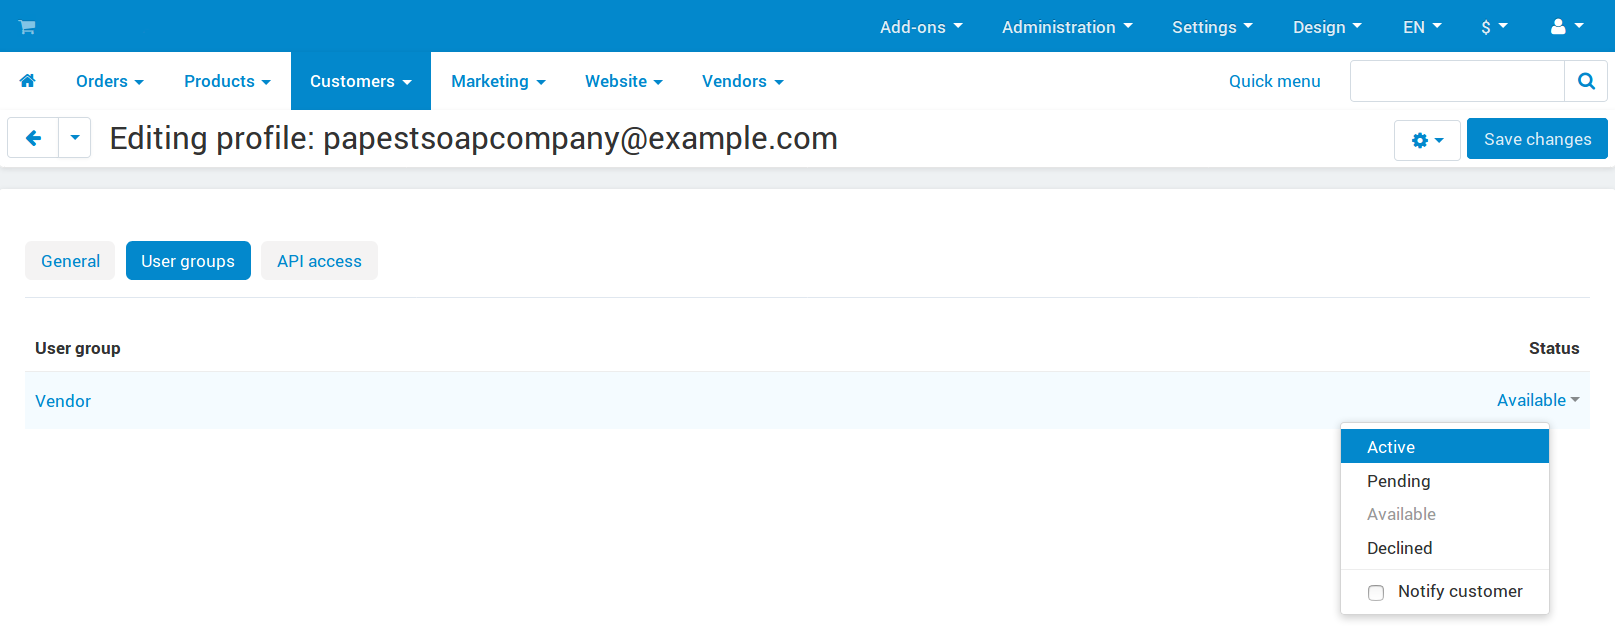 Add-ons Administration Settings Design EN $
Orders Products Customers Marketing Website Vendors Quick menu
Editing profile: papestsoapcompany@example.com Save changes
General User groups API access
User group Status
Vendor Available
Active
Pending
Available
Declined
Notify customer